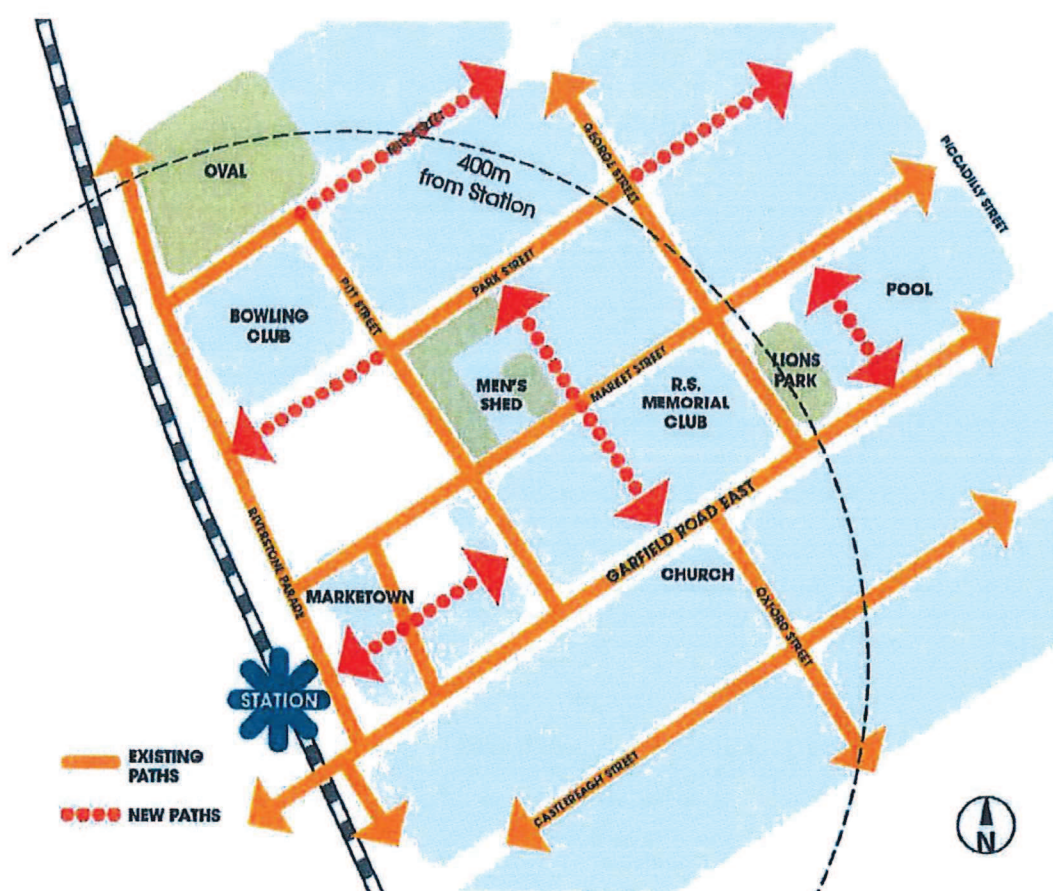 OVAL
400m
from Station
GEORGE STREET
PICCADILLY STREET
BOWLING
CLUB
PITT STREET
PARK STREET
POOL
MEN'S
SHED
MARKET STREET
LIONS
PARK
R.S.
MEMORIAL
CLUB
RIVERSTONE PARADE
GARFIELD ROAD EAST
MARKETOWN
CHURCH
OXFORD STREET
STATION
EXISTING
PATHS
NEW PATHS
CASTLEREAGH STREET
N